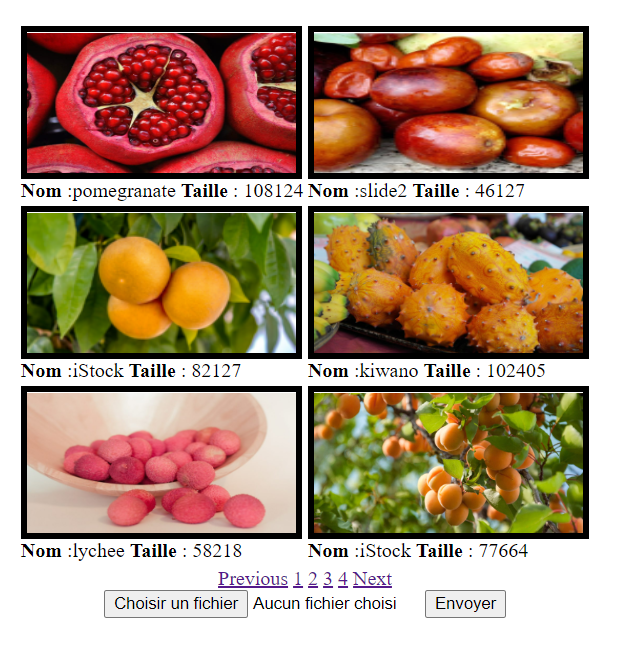 Nom :pomegranate Taille : 108124 Nom :slide2 Taille : 46127
Nom :iStock Taille : 82127 Nom :kiwano Taille : 102405
Nom :lychee Taille : 58218 Nom :iStock Taille : 77664
Previous 1 2 3 4 Next
Choisir un fichier Aucun fichier choisi Envoyer